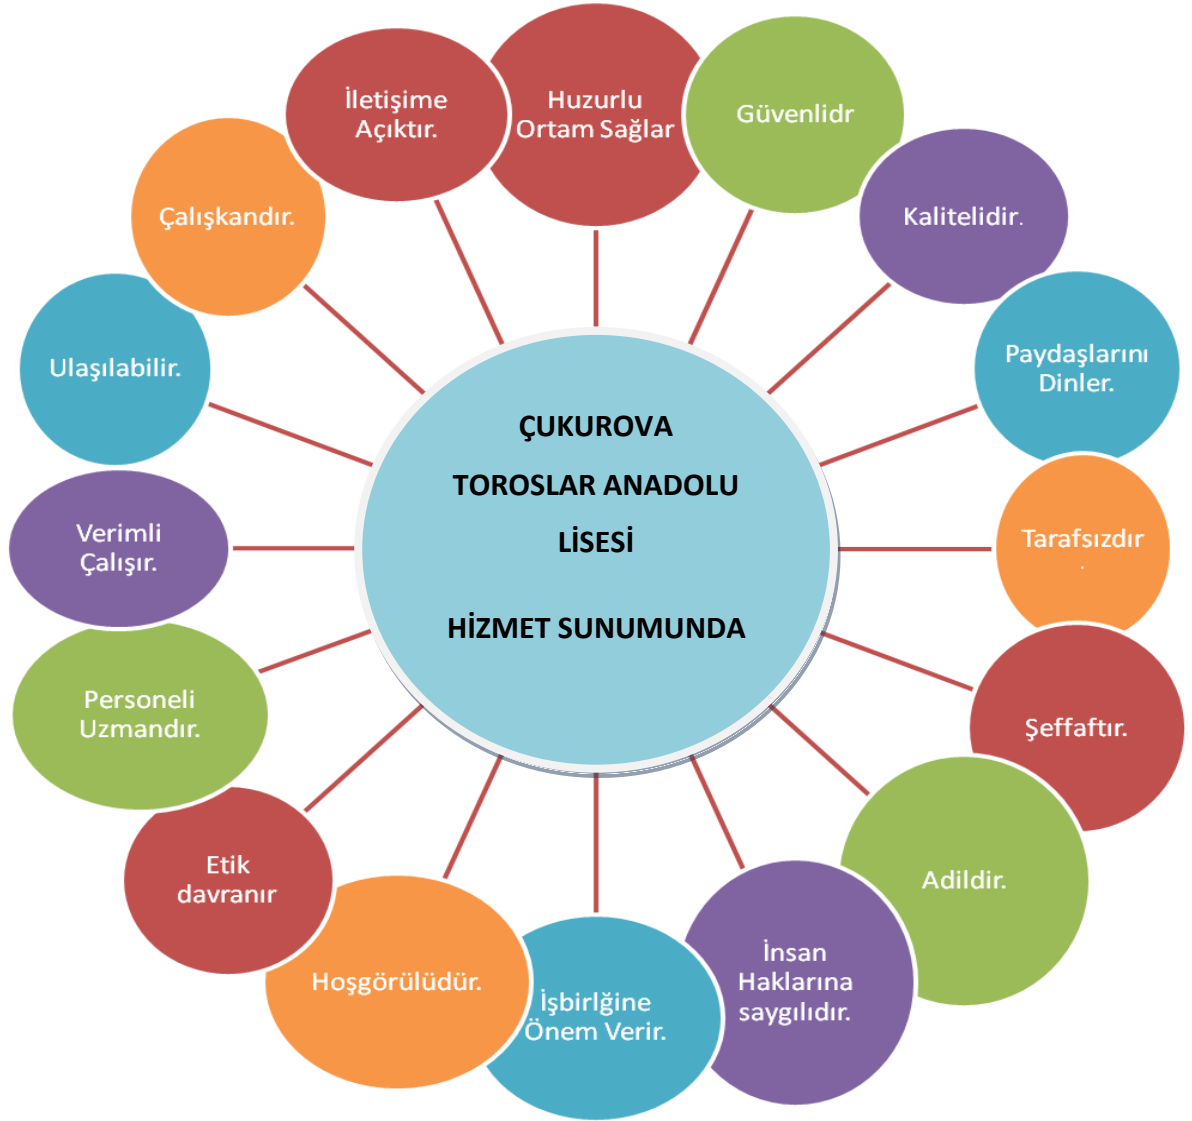 ÇUKUROVA
TOROSLAR ANADOLU
LİSESİ
HİZMET SUNUMUNDA
Huzurlu
Ortam Sağlar
Güvenlidr
Kalitelidir.
Paydaşlarını
Dinler.
Tarafsızdır
.
Şeffaftır.
Adildir.
İnsan
Haklarına
saygılıdır.
İşbirlğine
Önem Verir.
Hoşgörülüdür.
Etik
davranır
Personeli
Uzmandır.
Verimli
Çalışır.
Ulaşılabilir.
Çalışkandır.
İletişime
Açıktır.